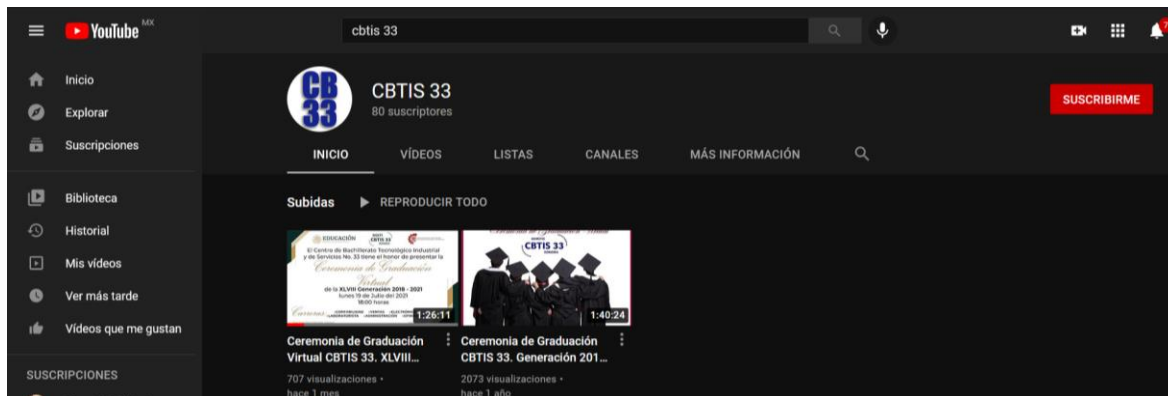 YouTube MX
cbtis 33
7
Inicio
Explorar
Suscripciones
Biblioteca
Historial
Mis vídeos
Ver más tarde
Vídeos que me gustan
SUSCRIPCIONES
CB
33
CBTIS 33
80 suscriptores
SUSCRIBIRME
INICIO
VÍDEOS
LISTAS
CANALES
MÁS INFORMACIÓN
Subidas
REPRODUCIR TODO
EDUCACIÓN
El Centro de Bachillerato Tecnológico Industrial
y de Servicios No. 33 tiene el honor de presentar la
Ceremonia de Graduación
Virtual
de la XLVIII Generación 2018 - 2021
lunes 19 de Julio del 2021
18:00 horas
1:26:11
Ceremonia de Graduación
Virtual CBTIS 33. XLVIII...
707 visualizaciones •
hace 1 mes
Ceremonia de Graduación Virtual
CBTIS 33
1:40:24
Ceremonia de Graduación
CBTIS 33. Generación 201...
2073 visualizaciones •
hace 1 año